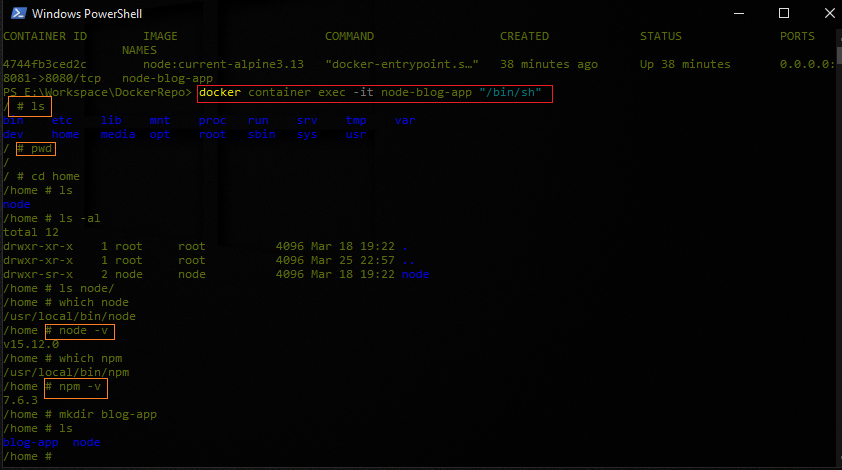 Windows PowerShell
CONTAINER ID        IMAGE                     COMMAND                  CREATED             STATUS              PORTS
                 NAMES
4744fb3ced2c        node:current-alpine3.13   "docker-entrypoint.s…"   38 minutes ago      Up 38 minutes       0.0.0.0:
8081->8080/tcp   node-blog-app
PS E:\Workspace\DockerRepo> docker container exec -it node-blog-app "/bin/sh"
/ # ls
bin    etc    lib    mnt    proc   run    srv    tmp    var
dev    home   media  opt    root   sbin   sys    usr
/ # pwd
/
/ # cd home
/home # ls
node
/home # ls -al
total 12
drwxr-xr-x    1 root     root          4096 Mar 18 19:22 .
drwxr-xr-x    1 root     root          4096 Mar 25 22:57 ..
drwxr-sr-x    2 node     node          4096 Mar 18 19:22 node
/home # ls node/
/home # which node
/usr/local/bin/node
/home # node -v
v15.12.0
/home # which npm
/usr/local/bin/npm
/home # npm -v
7.6.3
/home # mkdir blog-app
/home # ls
blog-app  node
/home #